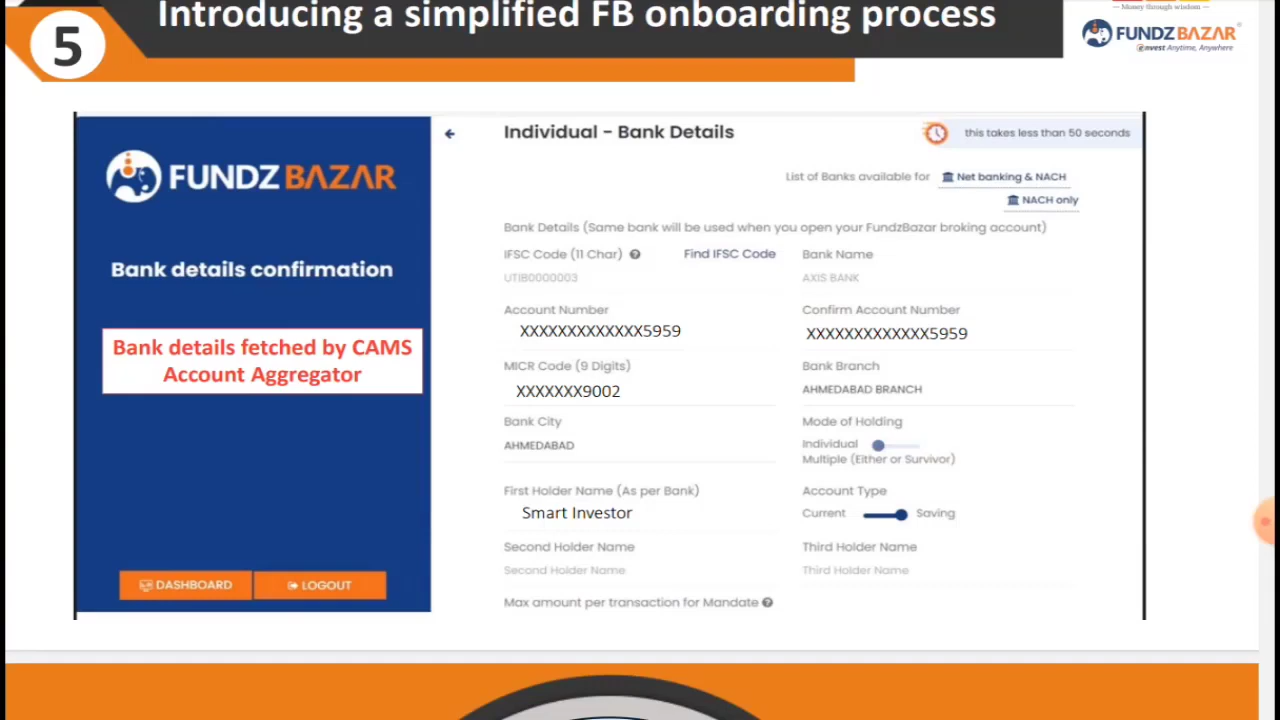 Introducing a simplified FB onboarding process
5
— Money through wisdom —
FUNDZBAZAR
einvest Anytime, Anywhere
FUNDZBAZAR
Bank details confirmation
Bank details fetched by CAMS
Account Aggregator
DASHBOARD LOGOUT
Individual - Bank Details
this takes less than 50 seconds
List of Banks available for Net banking & NACH
NACH only
Bank Details (Same bank will be used when you open your FundzBazar broking account)
IFSC Code (11 Char) Find IFSC Code Bank Name
UTIB0000003 AXIS BANK
Account Number Confirm Account Number
XXXXXXXXXXXXX5959 XXXXXXXXXXXXX5959
MICR Code (9 Digits) Bank Branch
XXXXXXX9002 AHMEDABAD BRANCH
Bank City Mode of Holding
AHMEDABAD Individual
Multiple (Either or Survivor)
First Holder Name (As per Bank) Account Type
Smart Investor Current Saving
Second Holder Name Third Holder Name
Second Holder Name Third Holder Name
Max amount per transaction for Mandate